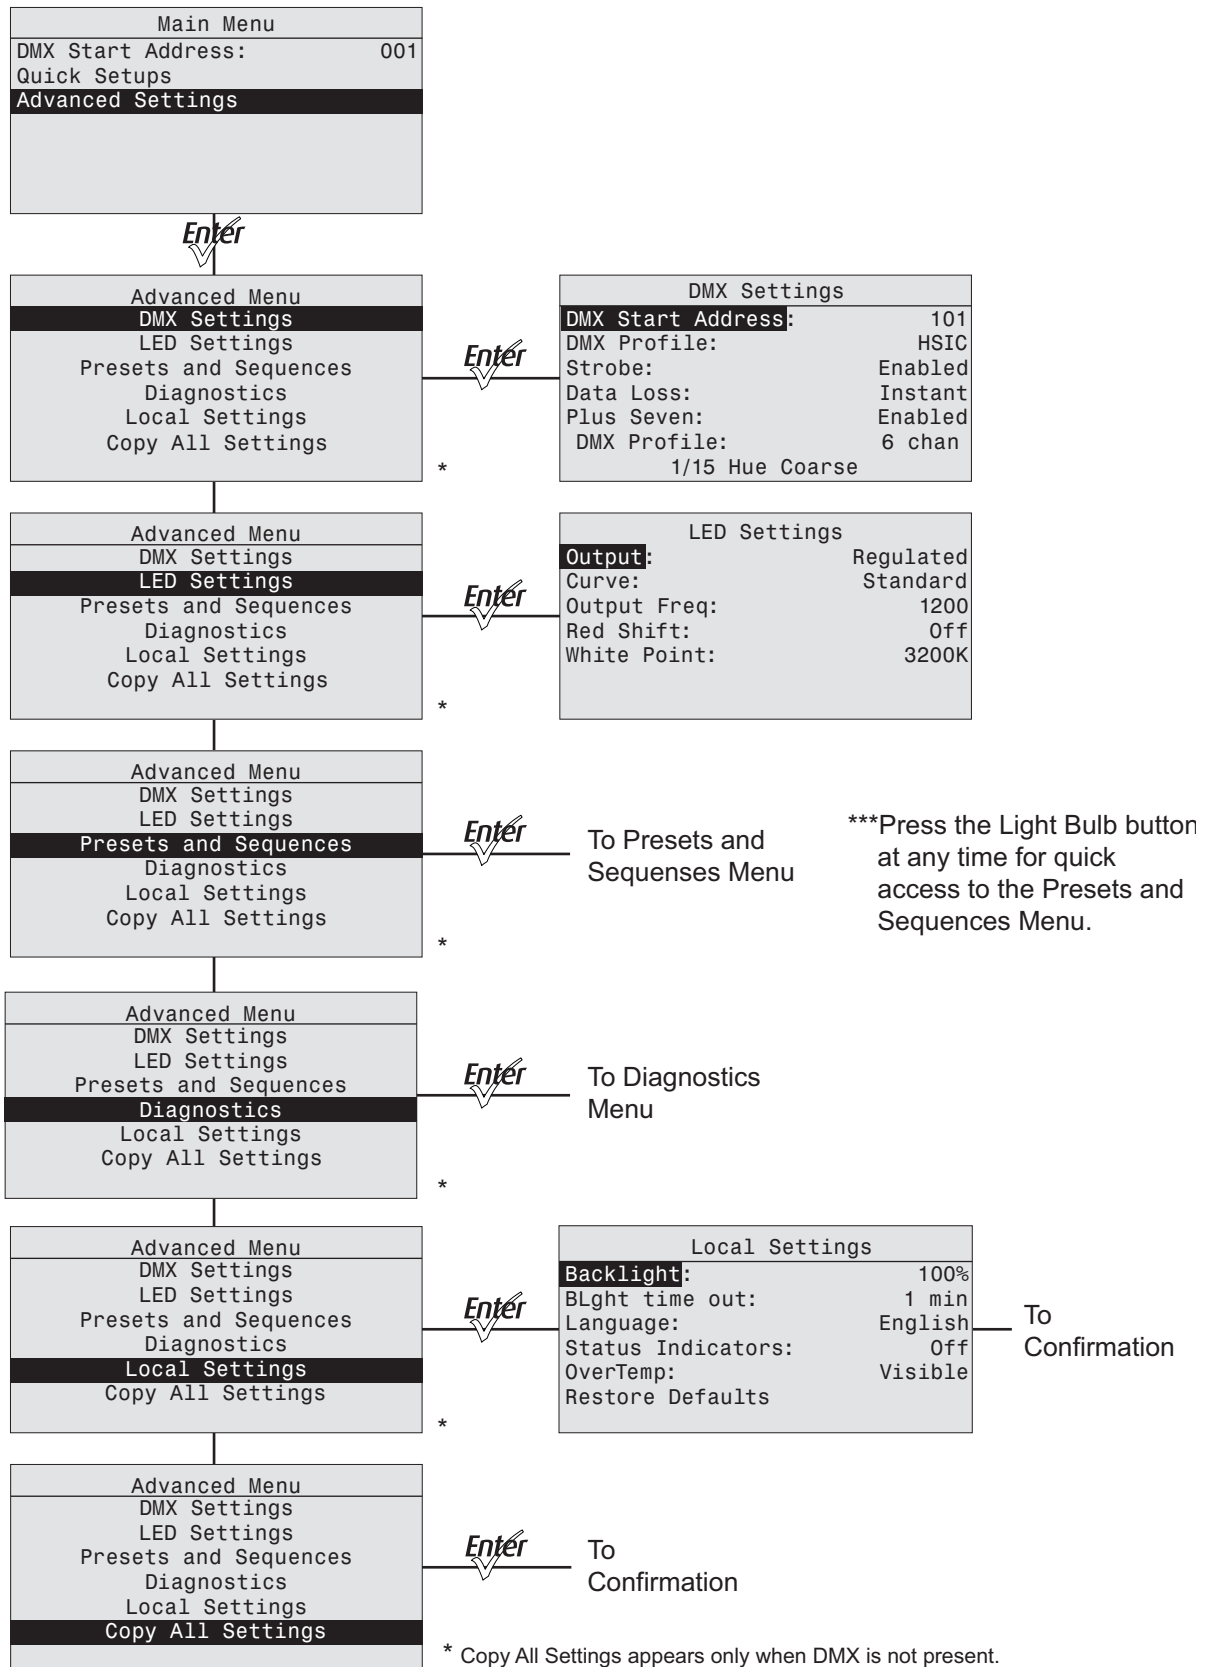 Main Menu
DMX Start Address: 001
Quick Setups
Advanced Settings
Enter
Advanced Menu
DMX Settings
LED Settings
Presets and Sequences
Diagnostics
Local Settings
Copy All Settings
*
Enter
DMX Settings
DMX Start Address: 101
DMX Profile: HSIC
Strobe: Enabled
Data Loss: Instant
Plus Seven: Enabled
DMX Profile: 6 chan
1/15 Hue Coarse
Advanced Menu
DMX Settings
LED Settings
Presets and Sequences
Diagnostics
Local Settings
Copy All Settings
*
Enter
LED Settings
Output: Regulated
Curve: Standard
Output Freq: 1200
Red Shift: Off
White Point: 3200K
Advanced Menu
DMX Settings
LED Settings
Presets and Sequences
Diagnostics
Local Settings
Copy All Settings
*
Enter
To Presets and
Sequenses Menu
***Press the Light Bulb button
at any time for quick
access to the Presets and
Sequences Menu.
Advanced Menu
DMX Settings
LED Settings
Presets and Sequences
Diagnostics
Local Settings
Copy All Settings
*
Enter
To Diagnostics
Menu
Advanced Menu
DMX Settings
LED Settings
Presets and Sequences
Diagnostics
Local Settings
Copy All Settings
*
Enter
Local Settings
Backlight: 100%
BLght time out: 1 min
Language: English
Status Indicators: Off
OverTemp: Visible
Restore Defaults
To
Confirmation
Advanced Menu
DMX Settings
LED Settings
Presets and Sequences
Diagnostics
Local Settings
Copy All Settings
Enter
To
Confirmation
* Copy All Settings appears only when DMX is not present.